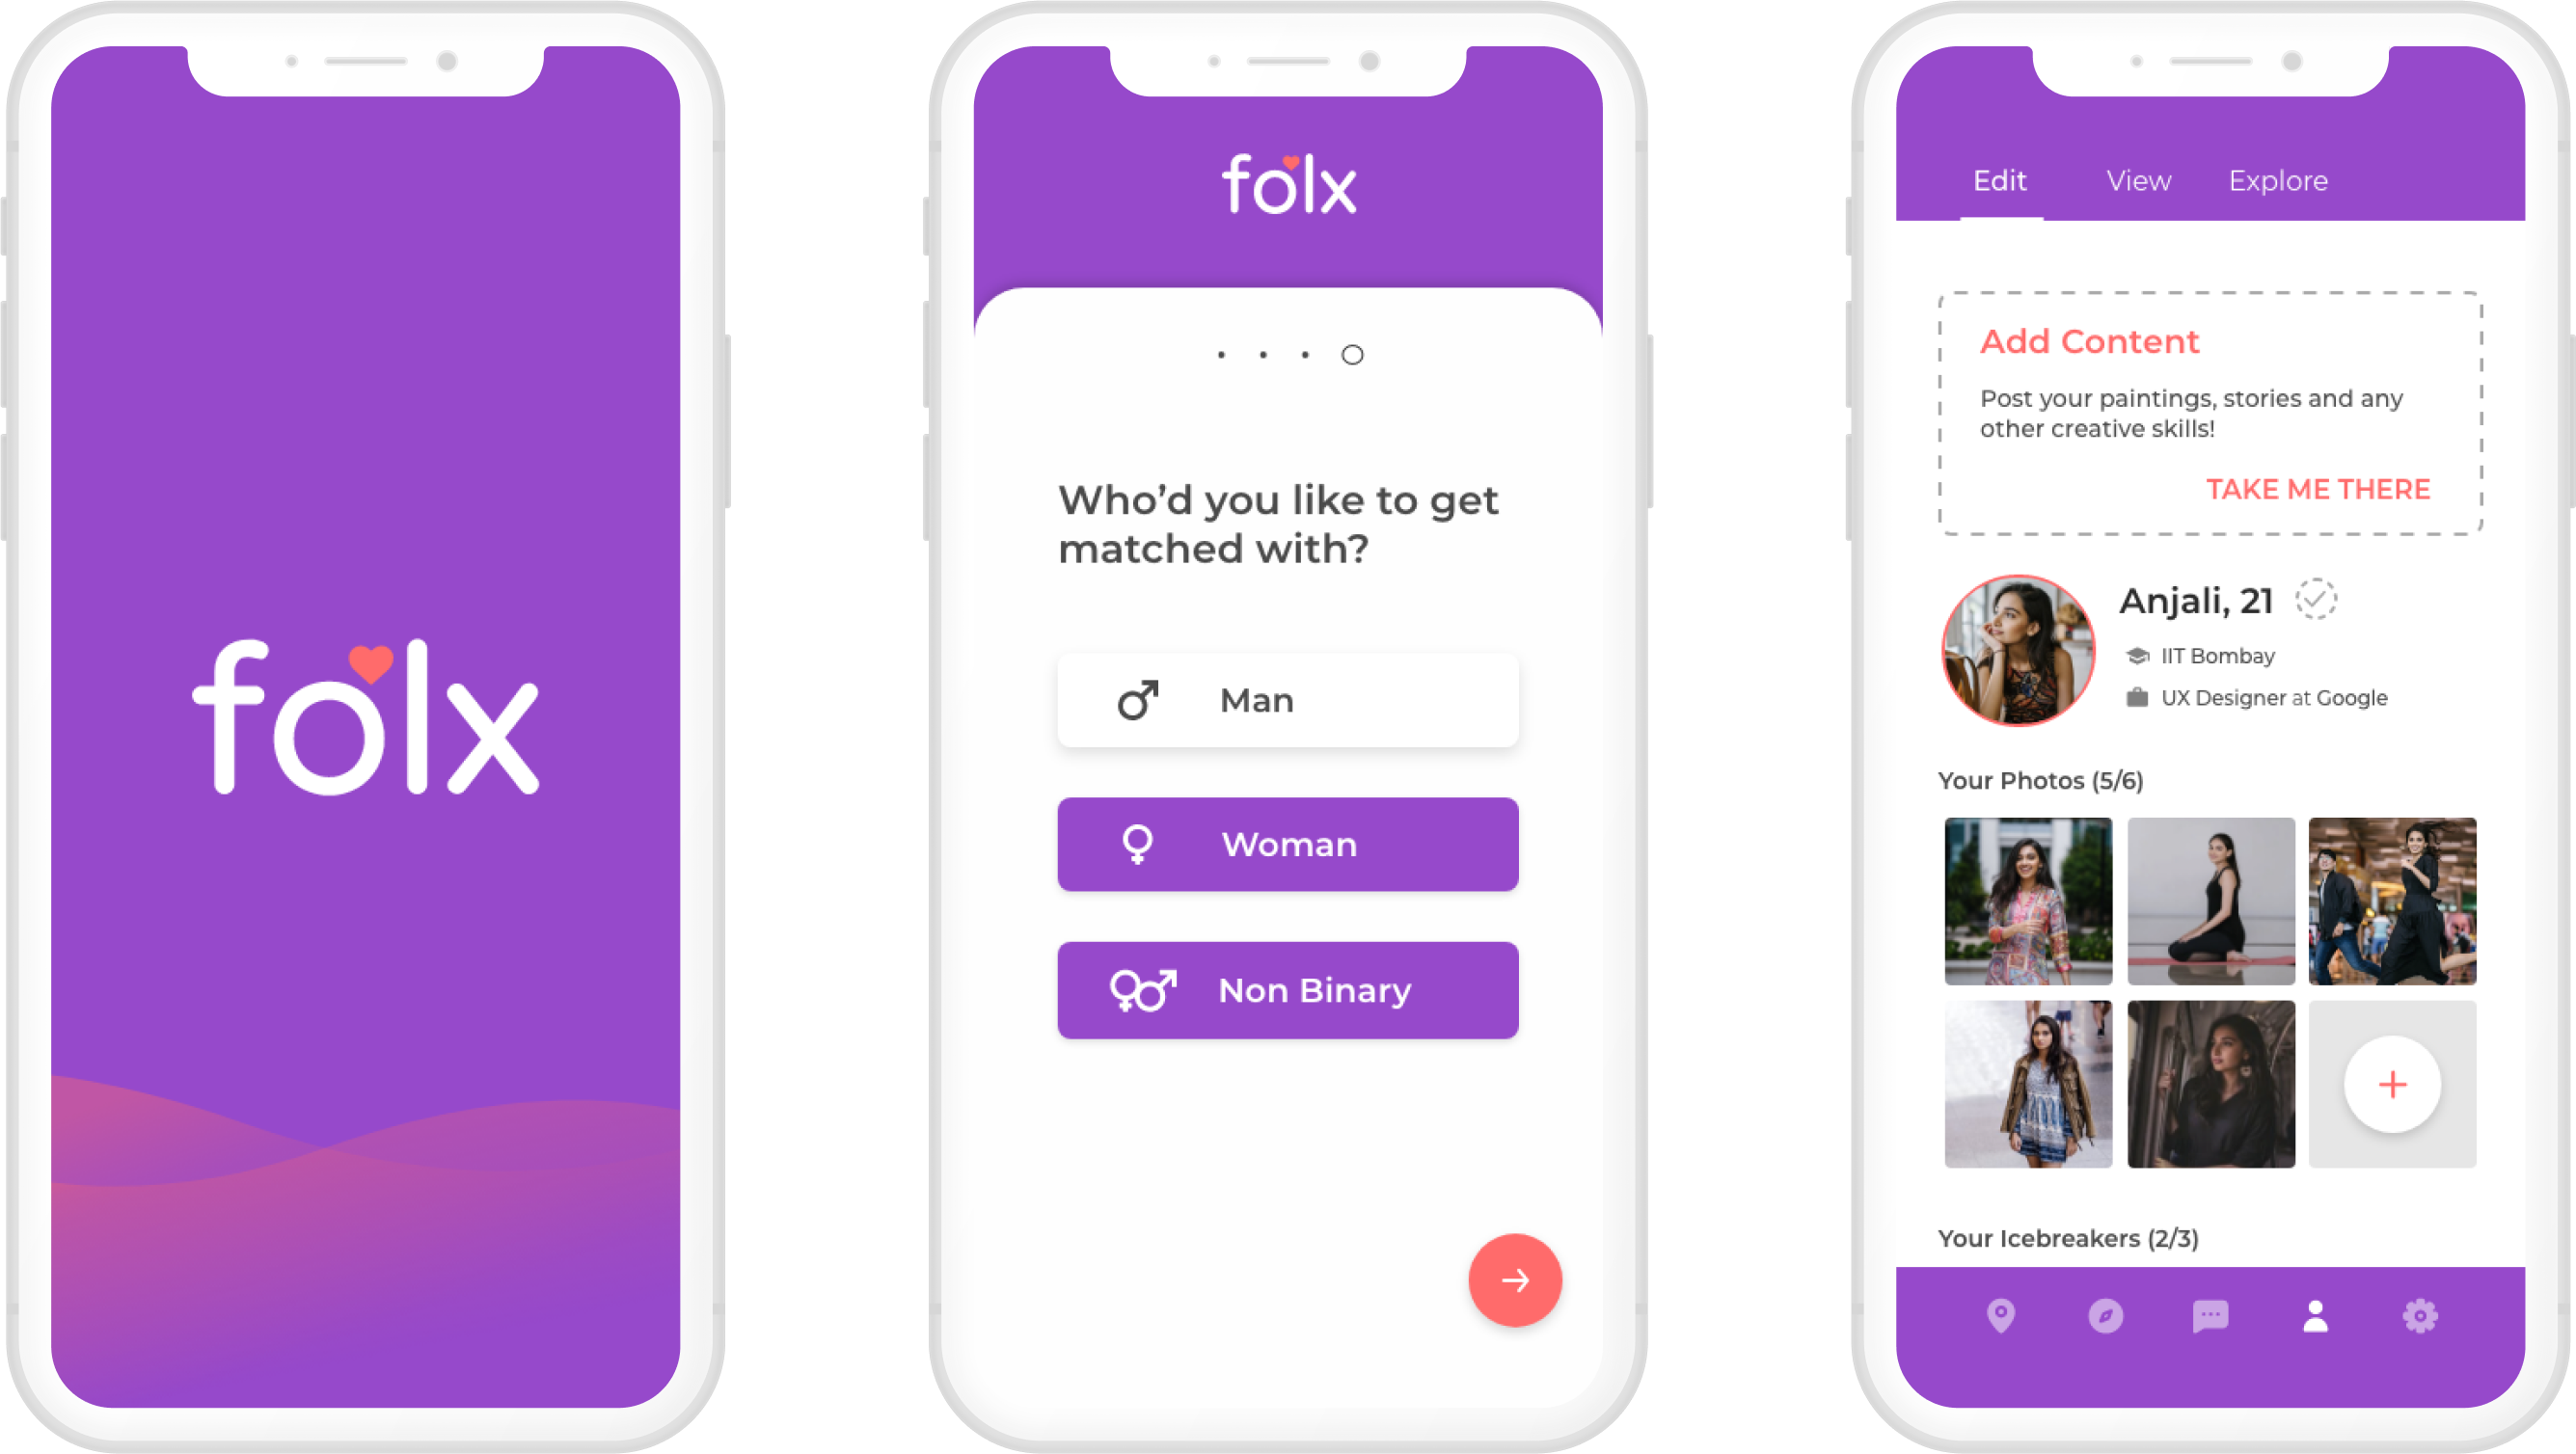 folx
folx
Who’d you like to get
matched with?
Man
Woman
Non Binary
Edit View Explore
Add Content
Post your paintings, stories and any
other creative skills!
TAKE ME THERE
Anjali, 21
IIT Bombay
UX Designer at Google
Your Photos (5/6)
Your Icebreakers (2/3)